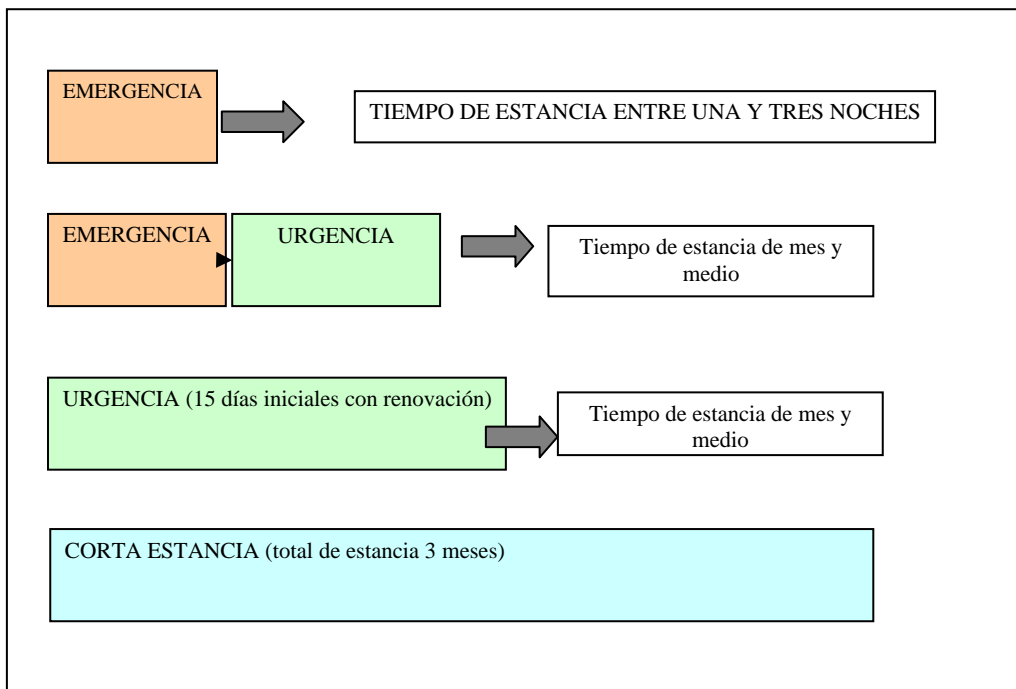 EMERGENCIA
TIEMPO DE ESTANCIA ENTRE UNA Y TRES NOCHES
EMERGENCIA
URGENCIA
Tiempo de estancia de mes y
medio
URGENCIA (15 días iniciales con renovación)
Tiempo de estancia de mes y
medio
CORTA ESTANCIA (total de estancia 3 meses)